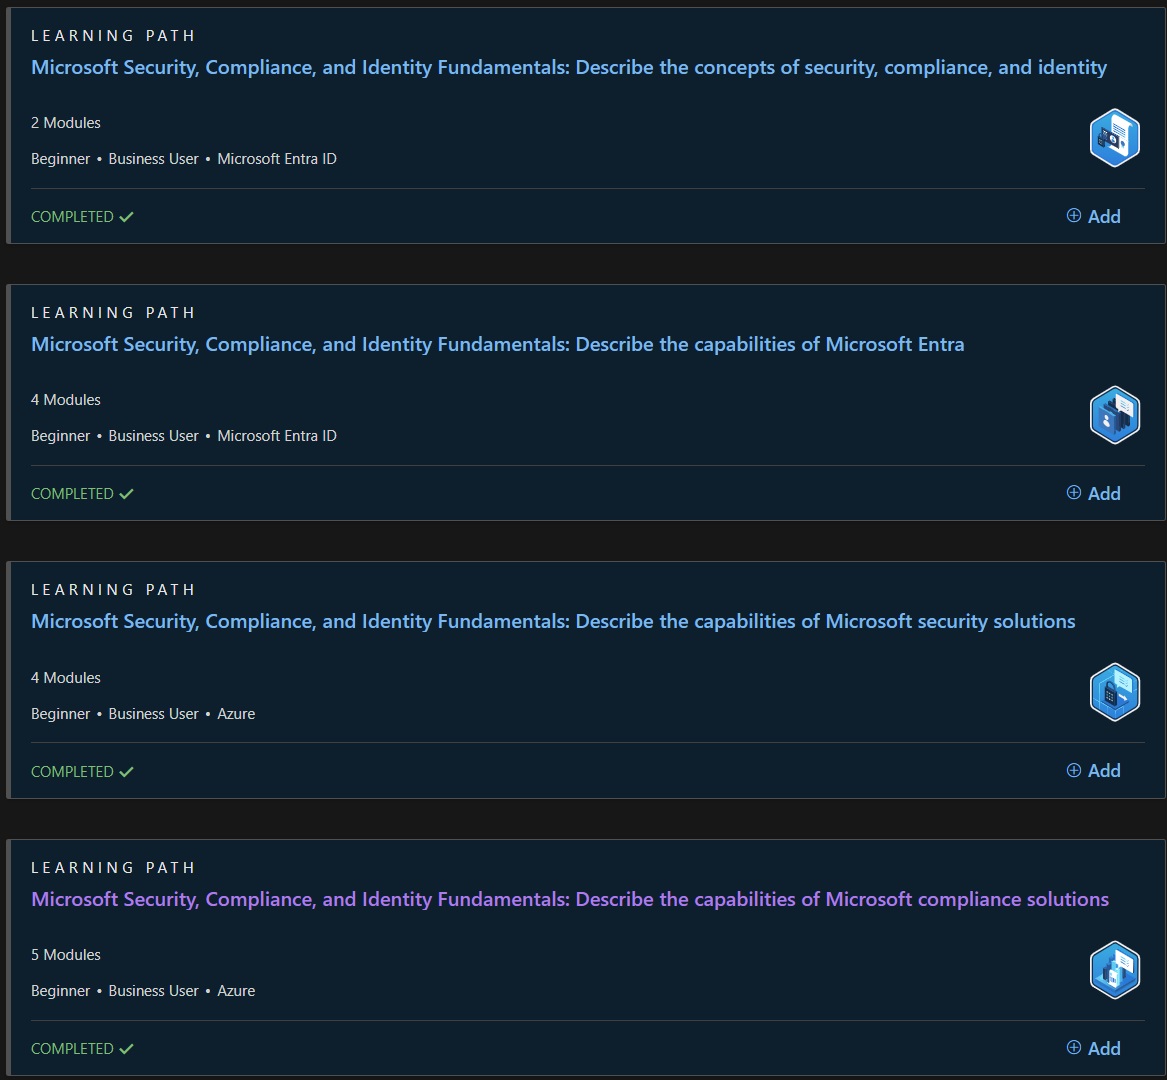 LEARNING PATH
Microsoft Security, Compliance, and Identity Fundamentals: Describe the concepts of security, compliance, and identity
2 Modules
Beginner • Business User • Microsoft Entra ID
COMPLETED ✓
Add
LEARNING PATH
Microsoft Security, Compliance, and Identity Fundamentals: Describe the capabilities of Microsoft Entra
4 Modules
Beginner • Business User • Microsoft Entra ID
COMPLETED ✓
Add
LEARNING PATH
Microsoft Security, Compliance, and Identity Fundamentals: Describe the capabilities of Microsoft security solutions
4 Modules
Beginner • Business User • Azure
COMPLETED ✓
Add
LEARNING PATH
Microsoft Security, Compliance, and Identity Fundamentals: Describe the capabilities of Microsoft compliance solutions
5 Modules
Beginner • Business User • Azure
COMPLETED ✓
Add